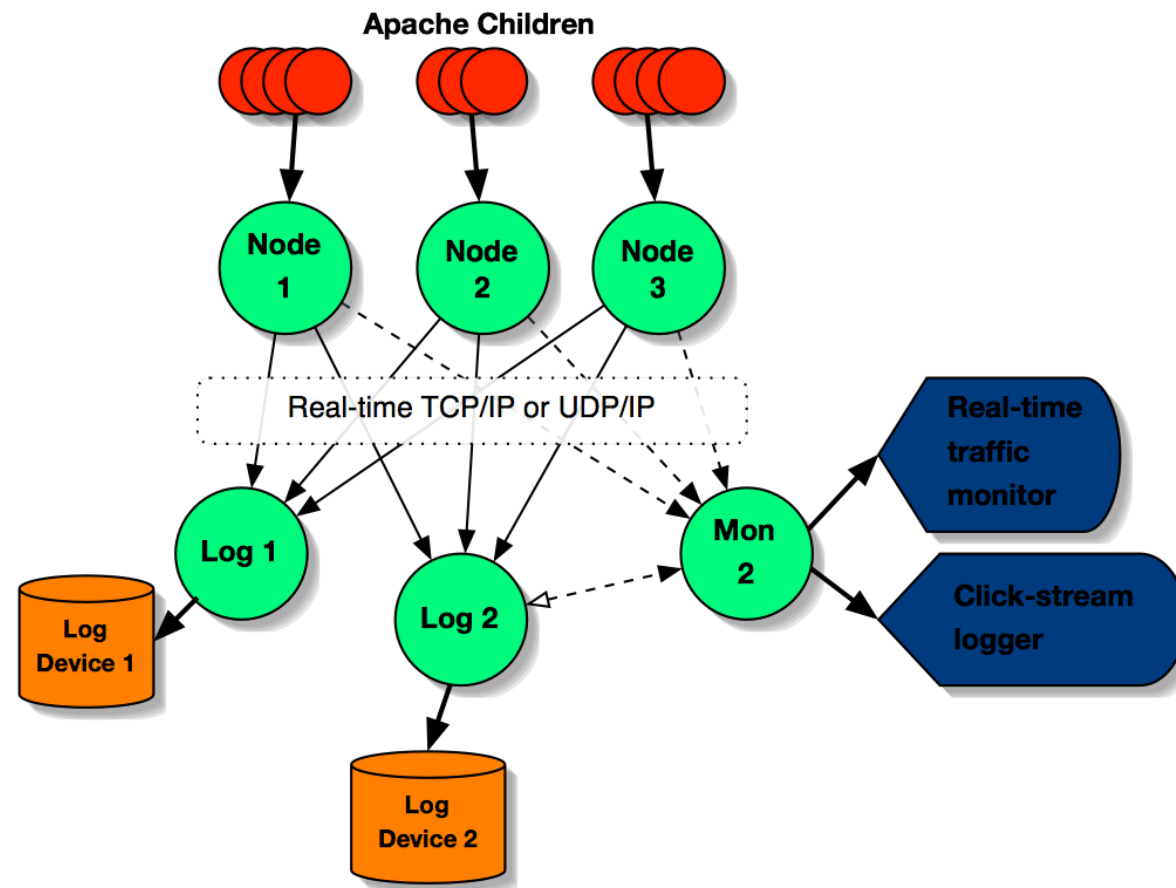 Apache Children
Node
1
Node
2
Node
3
Real-time TCP/IP or UDP/IP
Real-time
traffic
monitor
Log 1
Mon
2
Log 2
Click-stream
logger
Log
Device 1
Log
Device 2